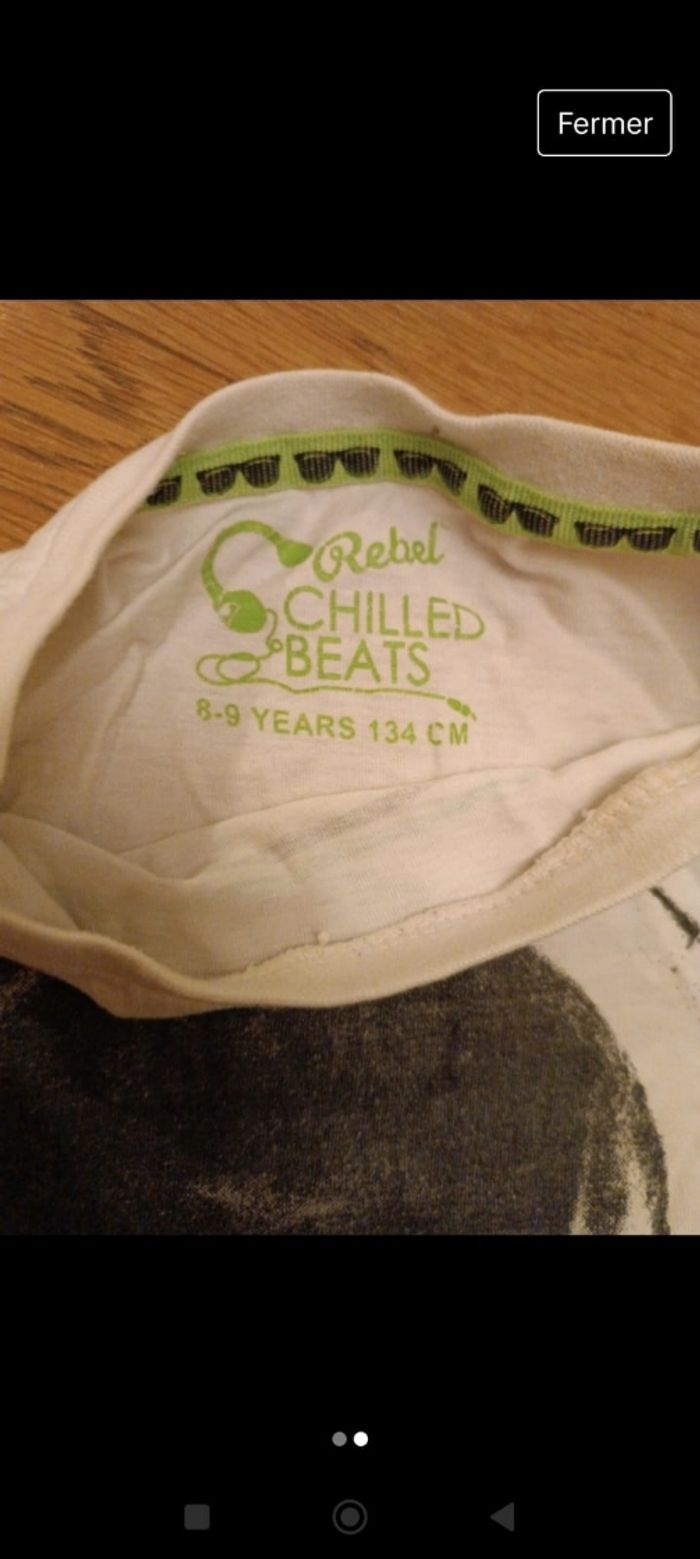 Fermer
Rebel
CHILLED
BEATS
8-9 YEARS 134 CM